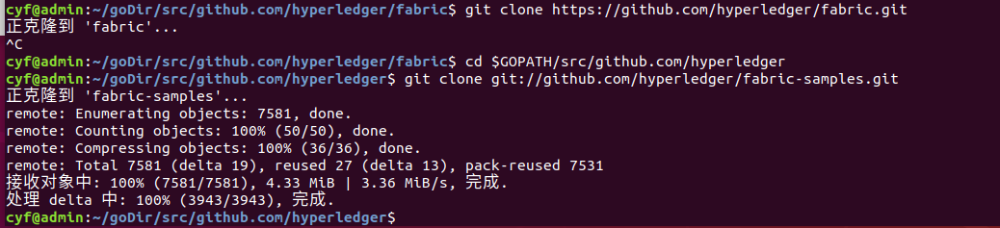 cyf@admin:~/goDir/src/github.com/hyperledger/fabric$ git clone https://github.com/hyperledger/fabric.git
正克隆到 'fabric'...
^C
cyf@admin:~/goDir/src/github.com/hyperledger/fabric$ cd $GOPATH/src/github.com/hyperledger
cyf@admin:~/goDir/src/github.com/hyperledger$ git clone git://github.com/hyperledger/fabric-samples.git
正克隆到 'fabric-samples'...
remote: Enumerating objects: 7581, done.
remote: Counting objects: 100% (50/50), done.
remote: Compressing objects: 100% (36/36), done.
remote: Total 7581 (delta 19), reused 27 (delta 13), pack-reused 7531
接收对象中: 100% (7581/7581), 4.33 MiB | 3.36 MiB/s, 完成.
处理 delta 中: 100% (3943/3943), 完成.
cyf@admin:~/goDir/src/github.com/hyperledger$